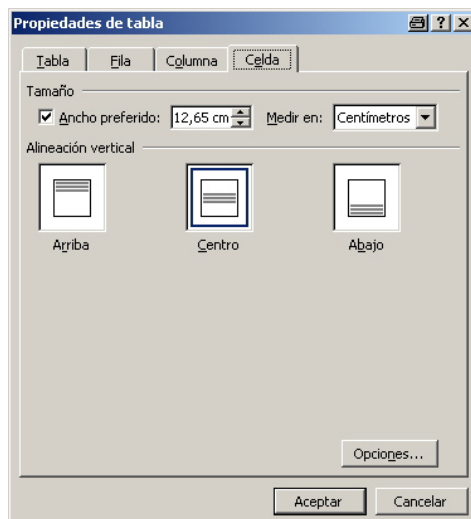 Propiedades de tabla
Tabla Fila Columna Celda
Tamaño
Ancho preferido: 12,65 cm Medir en: Centímetros
Alineación vertical
Arriba Centro Abajo
Opciones...
Aceptar Cancelar